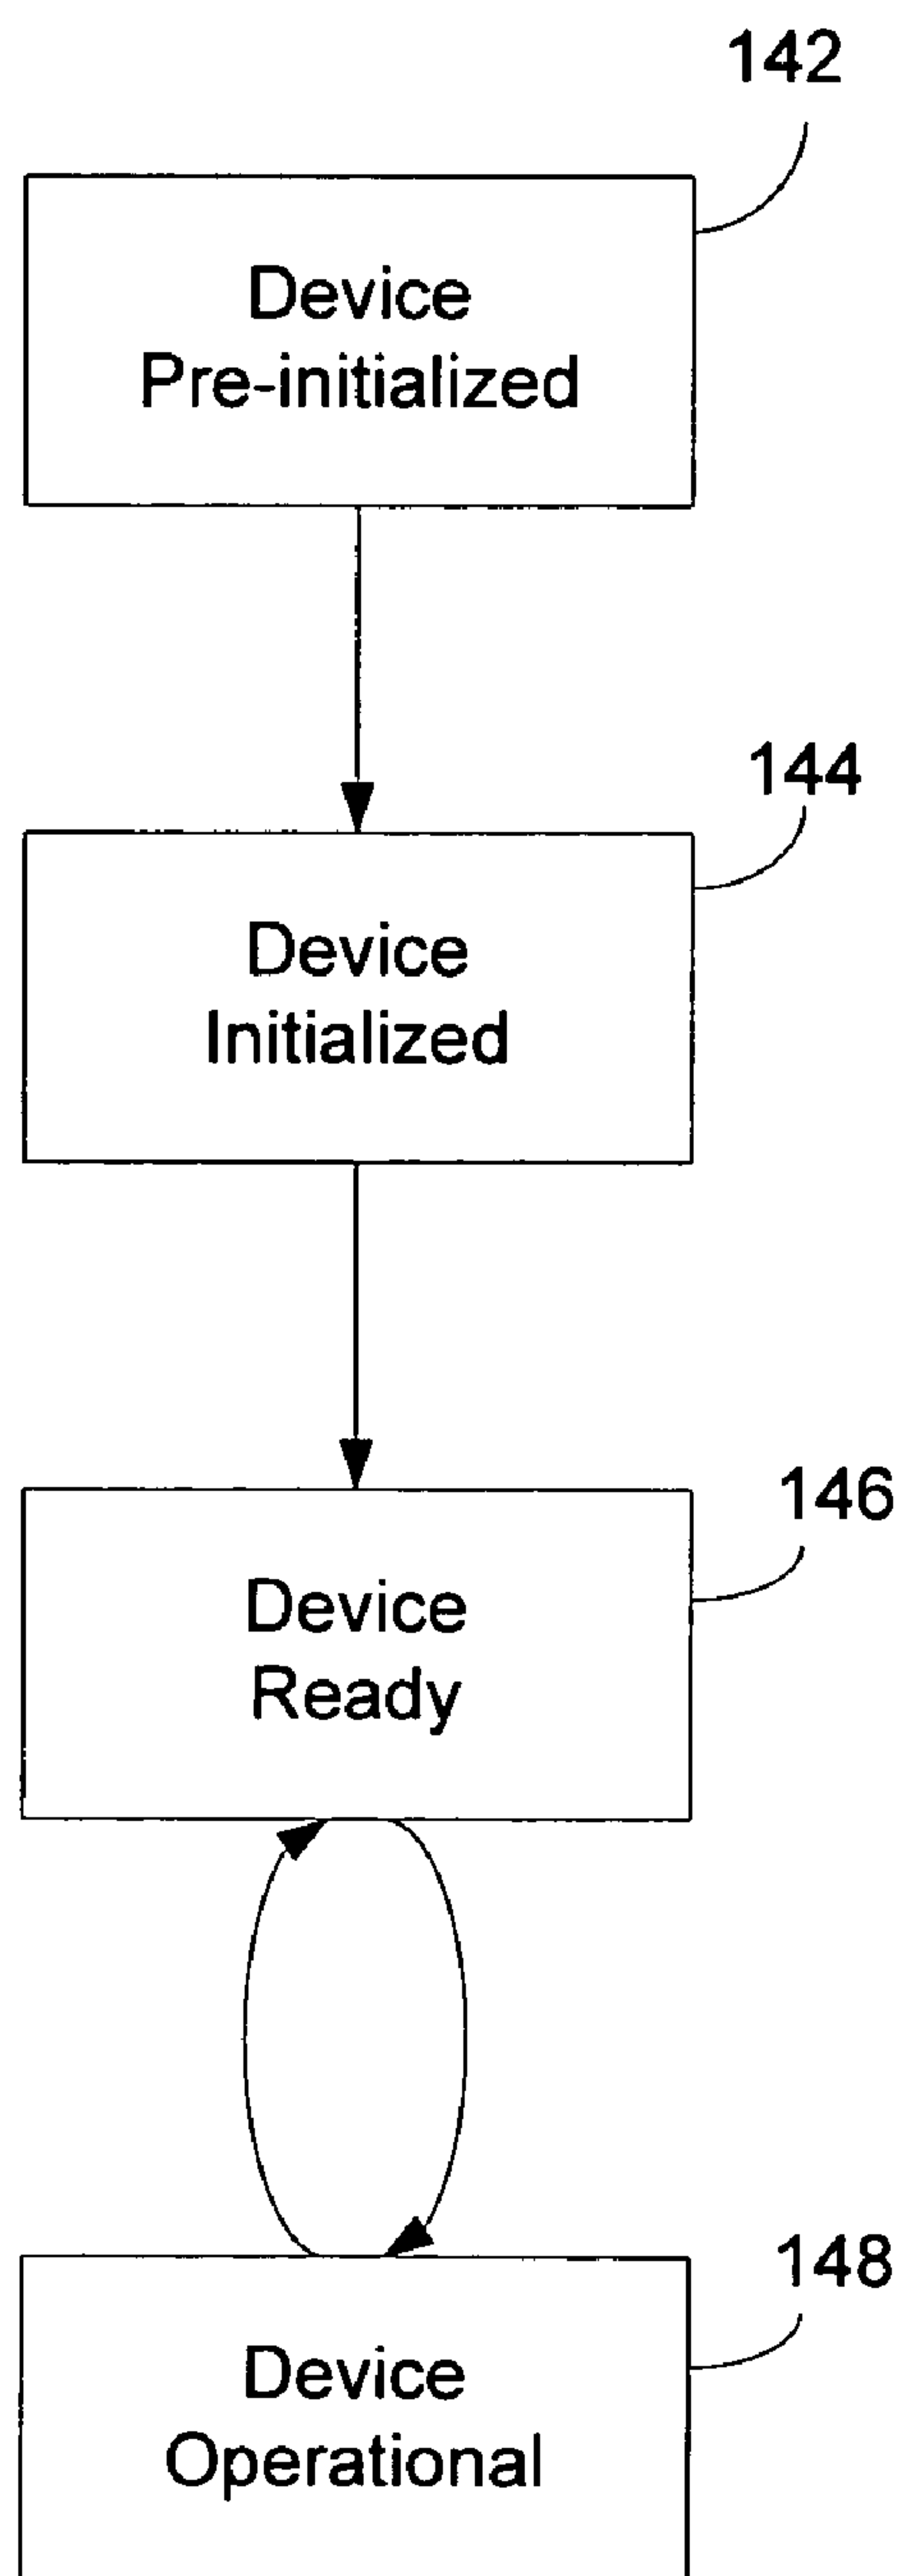 142
Device
Pre-initialized
144
Device
Initialized
146
Device
Ready
148
Device
Operational